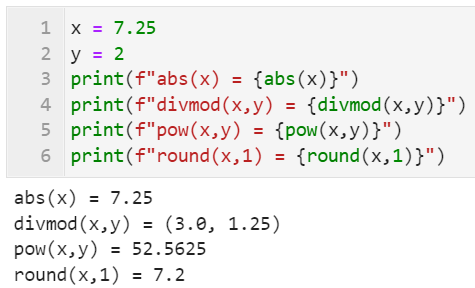 1 x = 7.25
2 y = 2
3 print(f"abs(x) = {abs(x)}")
4 print(f"divmod(x,y) = {divmod(x,y)}")
5 print(f"pow(x,y) = {pow(x,y)}")
6 print(f"round(x,1) = {round(x,1)}")
abs(x) = 7.25
divmod(x,y) = (3.0, 1.25)
pow(x,y) = 52.5625
round(x,1) = 7.2